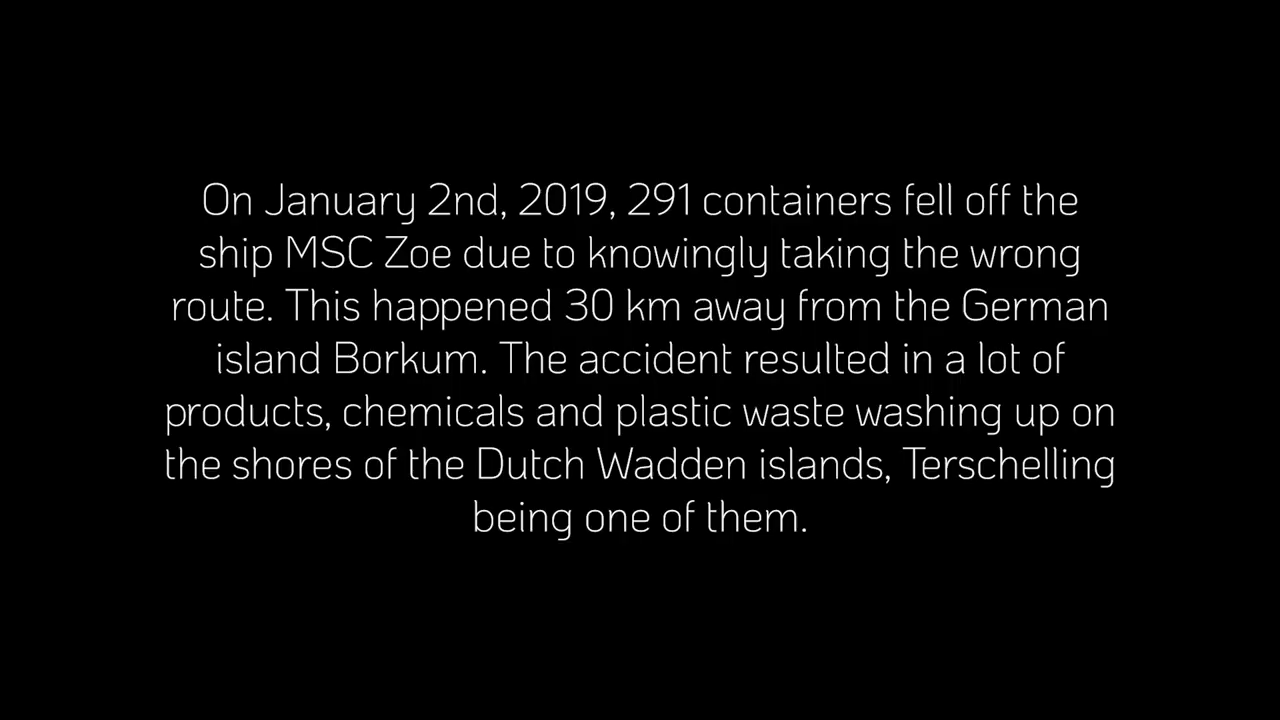 On January 2nd, 2019, 291 containers fell off the
ship MSC Zoe due to knowingly taking the wrong
route. This happened 30 km away from the German
island Borkum. The accident resulted in a lot of
products, chemicals and plastic waste washing up on
the shores of the Dutch Wadden islands, Terschelling
being one of them.